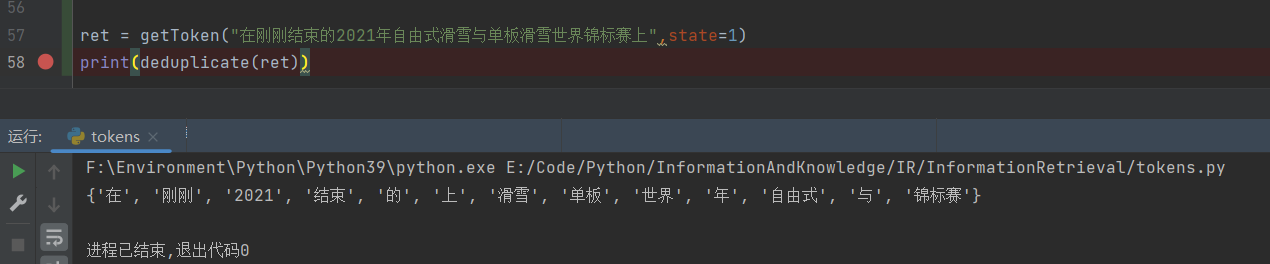 56
57 ret = getToken("在刚刚结束的2021年自由式滑雪与单板滑雪世界锦标赛上",state=1)
58 print(deduplicate(ret))
运行: tokens ×
F:\Environment\Python\Python39\python.exe E:/Code/Python/InformationAndKnowledge/IR/InformationRetrieval/tokens.py
{'在', '刚刚', '2021', '结束', '的', '上', '滑雪', '单板', '世界', '年', '自由式', '与', '锦标赛'}
进程已结束,退出代码0